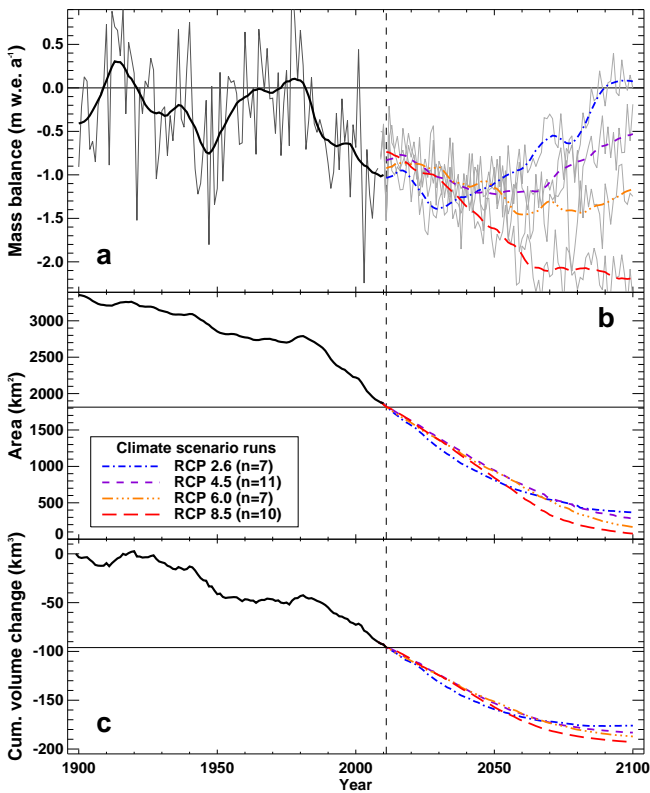 Mass balance (m w.e. a⁻¹)
0.5
0.0
-0.5
-1.0
-1.5
-2.0
a
Area (km²)
3000
2500
2000
1500
1000
500
0
b
Climate scenario runs
RCP 2.6 (n=7)
RCP 4.5 (n=11)
RCP 6.0 (n=7)
RCP 8.5 (n=10)
Cum. volume change (km³)
0
-50
-100
-150
-200
c
1900
1950
2000
2050
2100
Year